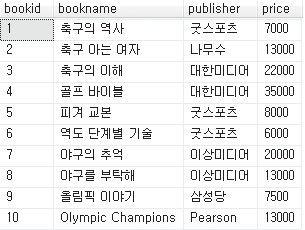 bookid bookname publisher price
1 축구의 역사 굿스포츠 7000
2 축구 아는 여자 나무수 13000
3 축구의 이해 대한미디어 22000
4 골프 바이블 대한미디어 35000
5 피겨 교본 굿스포츠 8000
6 역도 단계별 기술 굿스포츠 6000
7 야구의 추억 이상미디어 20000
8 야구를 부탁해 이상미디어 13000
9 올림픽 이야기 삼성당 7500
10 Olympic Champions Pearson 13000